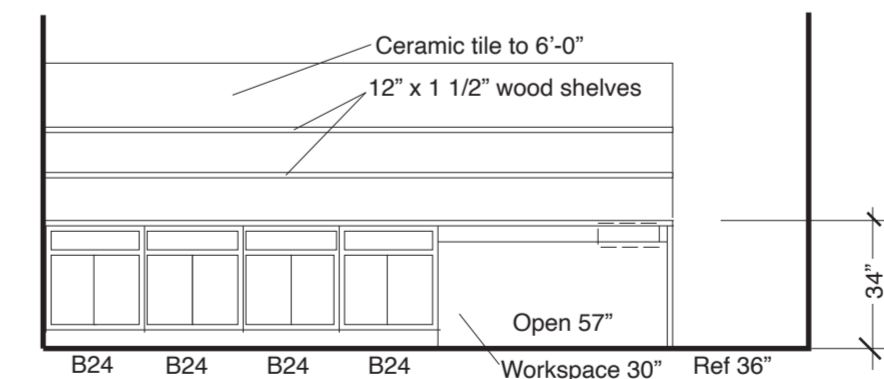 Ceramic tile to 6’-0”
12” x 1 1/2” wood shelves
34”
Open 57”
B24 B24 B24 B24 Workspace 30” Ref 36”